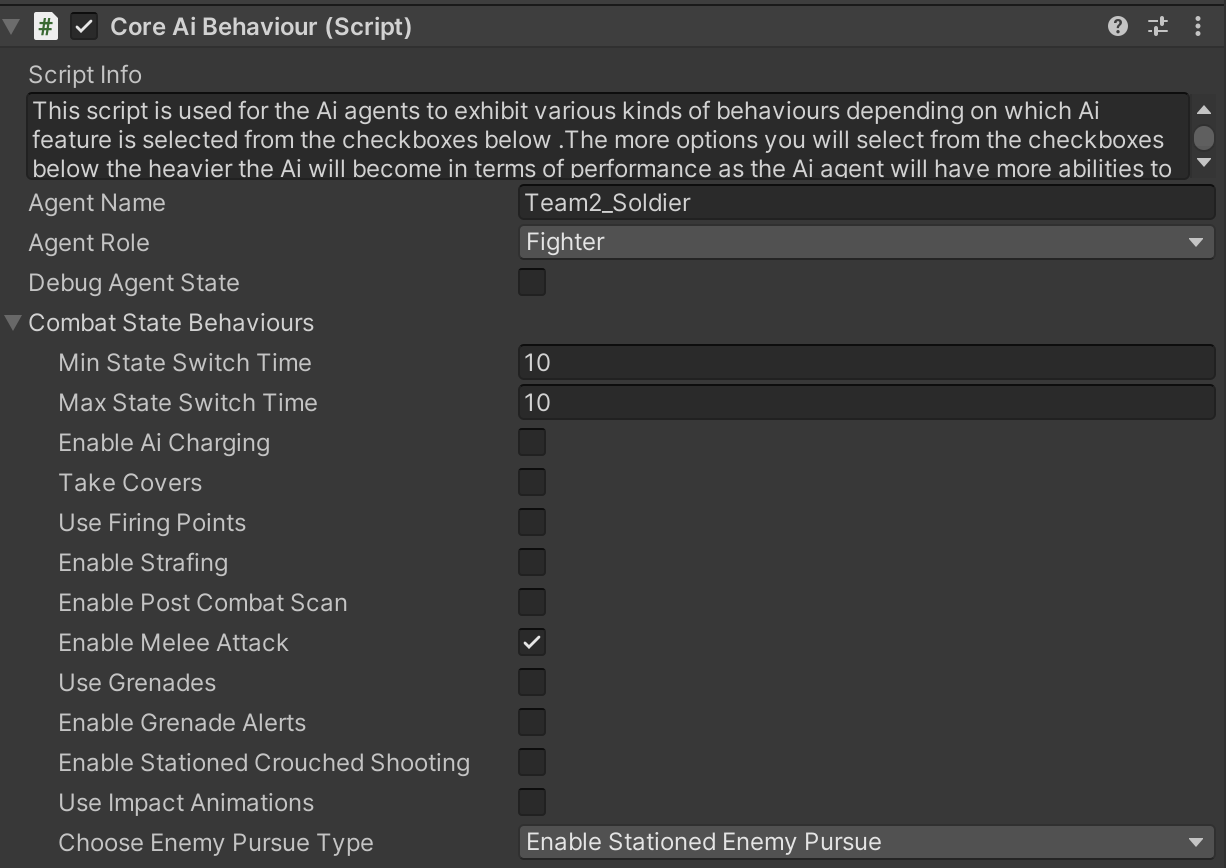 Core Ai Behaviour (Script)
Script Info
This script is used for the Ai agents to exhibit various kinds of behaviours depending on which Ai
feature is selected from the checkboxes below .The more options you will select from the checkboxes
below the heavier the Ai will become in terms of performance as the Ai agent will have more abilities to
Agent Name Team2_Soldier
Agent Role Fighter
Debug Agent State
Combat State Behaviours
Min State Switch Time 10
Max State Switch Time 10
Enable Ai Charging
Take Covers
Use Firing Points
Enable Strafing
Enable Post Combat Scan
Enable Melee Attack
Use Grenades
Enable Grenade Alerts
Enable Stationed Crouched Shooting
Use Impact Animations
Choose Enemy Pursue Type Enable Stationed Enemy Pursue